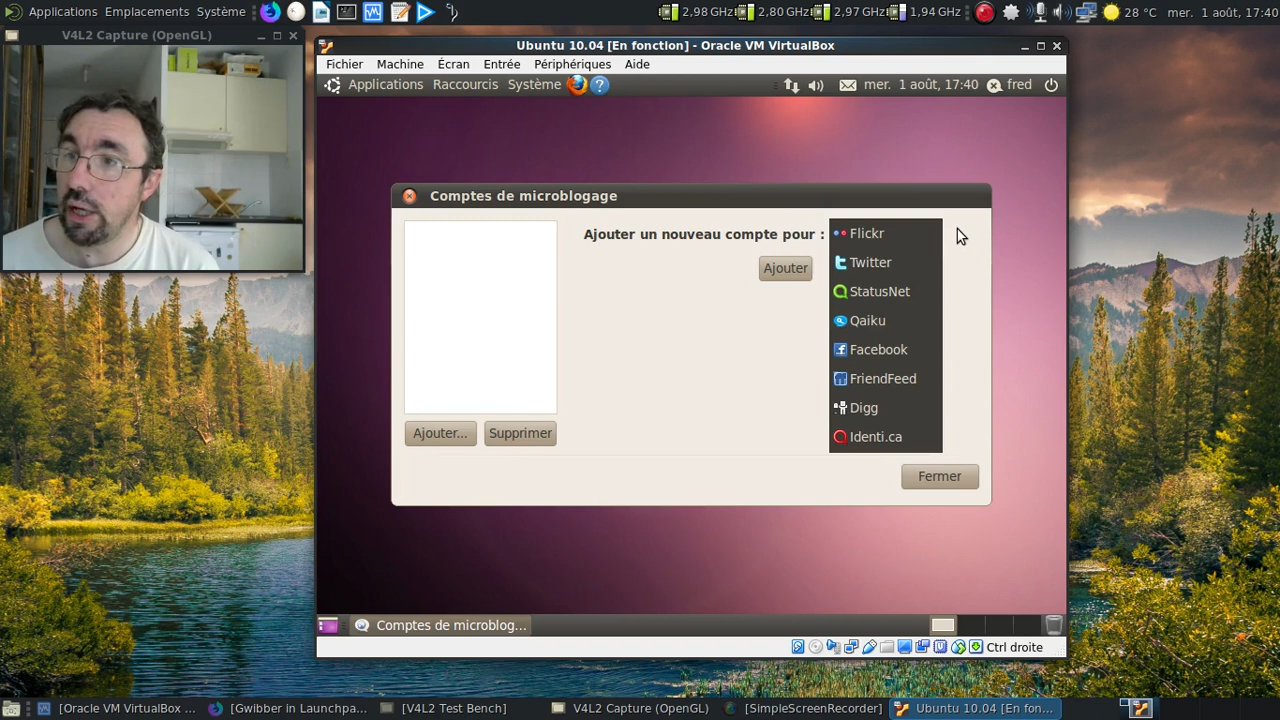 Applications Emplacements Système
2,98 GHz 2,80 GHz 2,97 GHz 1,94 GHz 28 °C mer. 1 août, 17:40
V4L2 Capture (OpenGL)
Ubuntu 10.04 [En fonction] - Oracle VM VirtualBox
Fichier Machine Écran Entrée Périphériques Aide
Applications Raccourcis Système mer. 1 août, 17:40 fred
Comptes de microblogage
Ajouter un nouveau compte pour :
Flickr
Twitter
StatusNet
Qaiku
Facebook
FriendFeed
Digg
Identi.ca
Ajouter
Ajouter... Supprimer
Fermer
Comptes de microblog...
Ctrl droite
[Oracle VM VirtualBox ... [Gwibber in Launchpa... [V4L2 Test Bench] V4L2 Capture (OpenGL) [SimpleScreenRecorder] Ubuntu 10.04 [En fon...